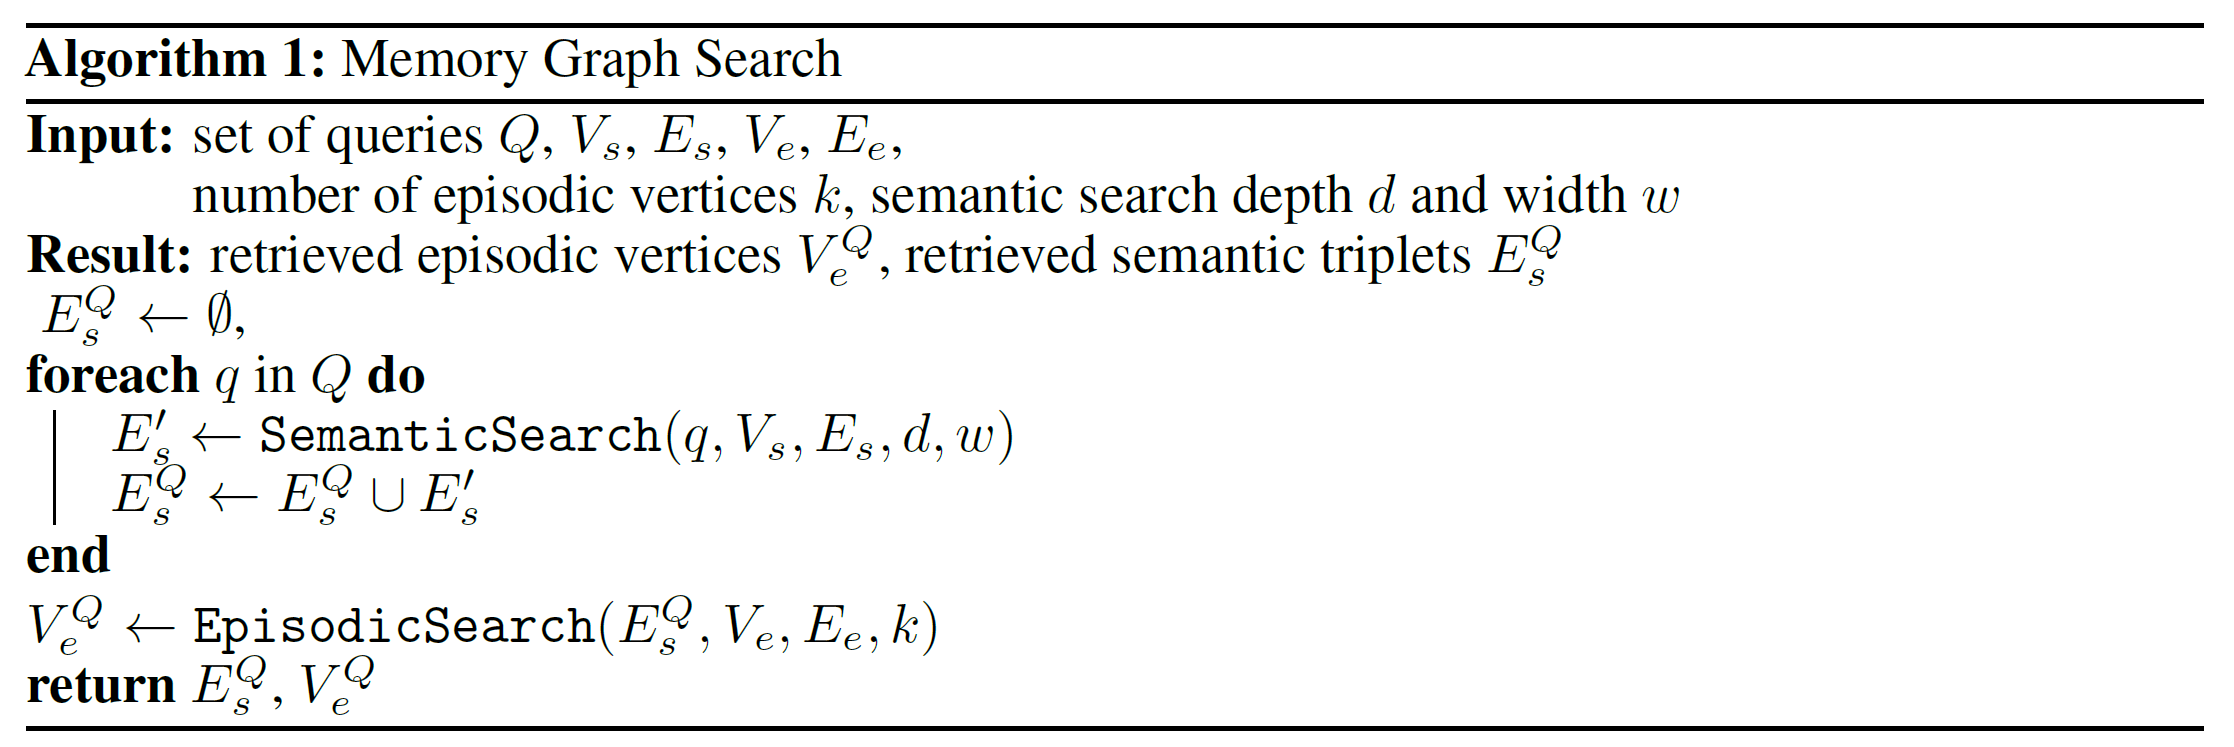 Algorithm 1: Memory Graph Search
Input: set of queries $Q$, $V_s$, $E_s$, $V_e$, $E_e$,
number of episodic vertices $k$, semantic search depth $d$ and width $w$
Result: retrieved episodic vertices $V_e^Q$, retrieved semantic triplets $E_s^Q$
$E_s^Q \leftarrow \emptyset$,
foreach $q$ in $Q$ do
$E_s' \leftarrow$ SemanticSearch$(q, V_s, E_s, d, w)$
$E_s^Q \leftarrow E_s^Q \cup E_s'$
end
$V_e^Q \leftarrow$ EpisodicSearch$(E_s^Q, V_e, E_e, k)$
return $E_s^Q, V_e^Q$